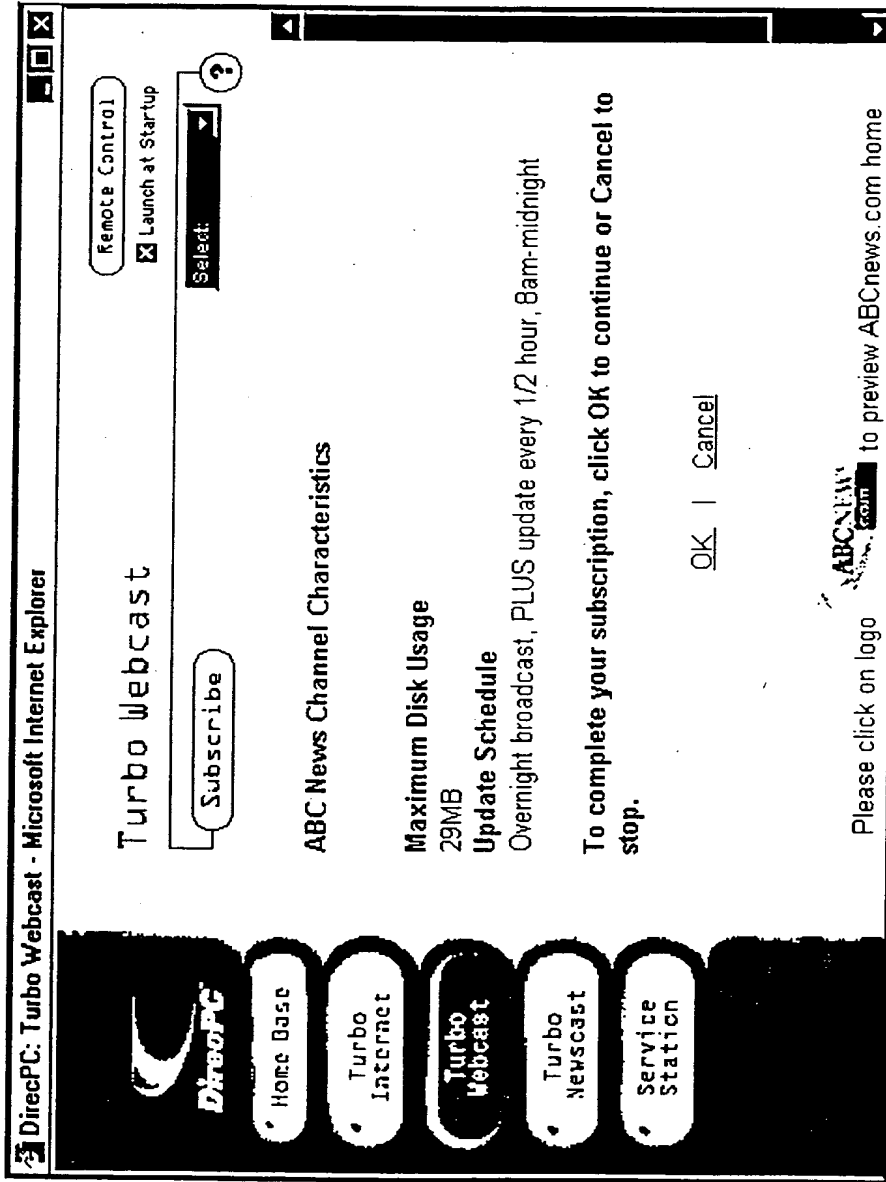 DirecPC: Turbo Webcast - Microsoft Internet Explorer
DirecPC
Home Base
Turbo
Internet
Turbo
Webcast
Turbo
Newscast
Service
Station
Turbo Webcast
Remote Control
Launch at Startup
Subscribe
Select:
?
ABC News Channel Characteristics
Maximum Disk Usage
29MB
Update Schedule
Overnight broadcast, PLUS update every 1/2 hour, 8am-midnight
To complete your subscription, click OK to continue or Cancel to
stop.
OK | Cancel
Please click on logo ABCNEWS .com to preview ABCnews.com home